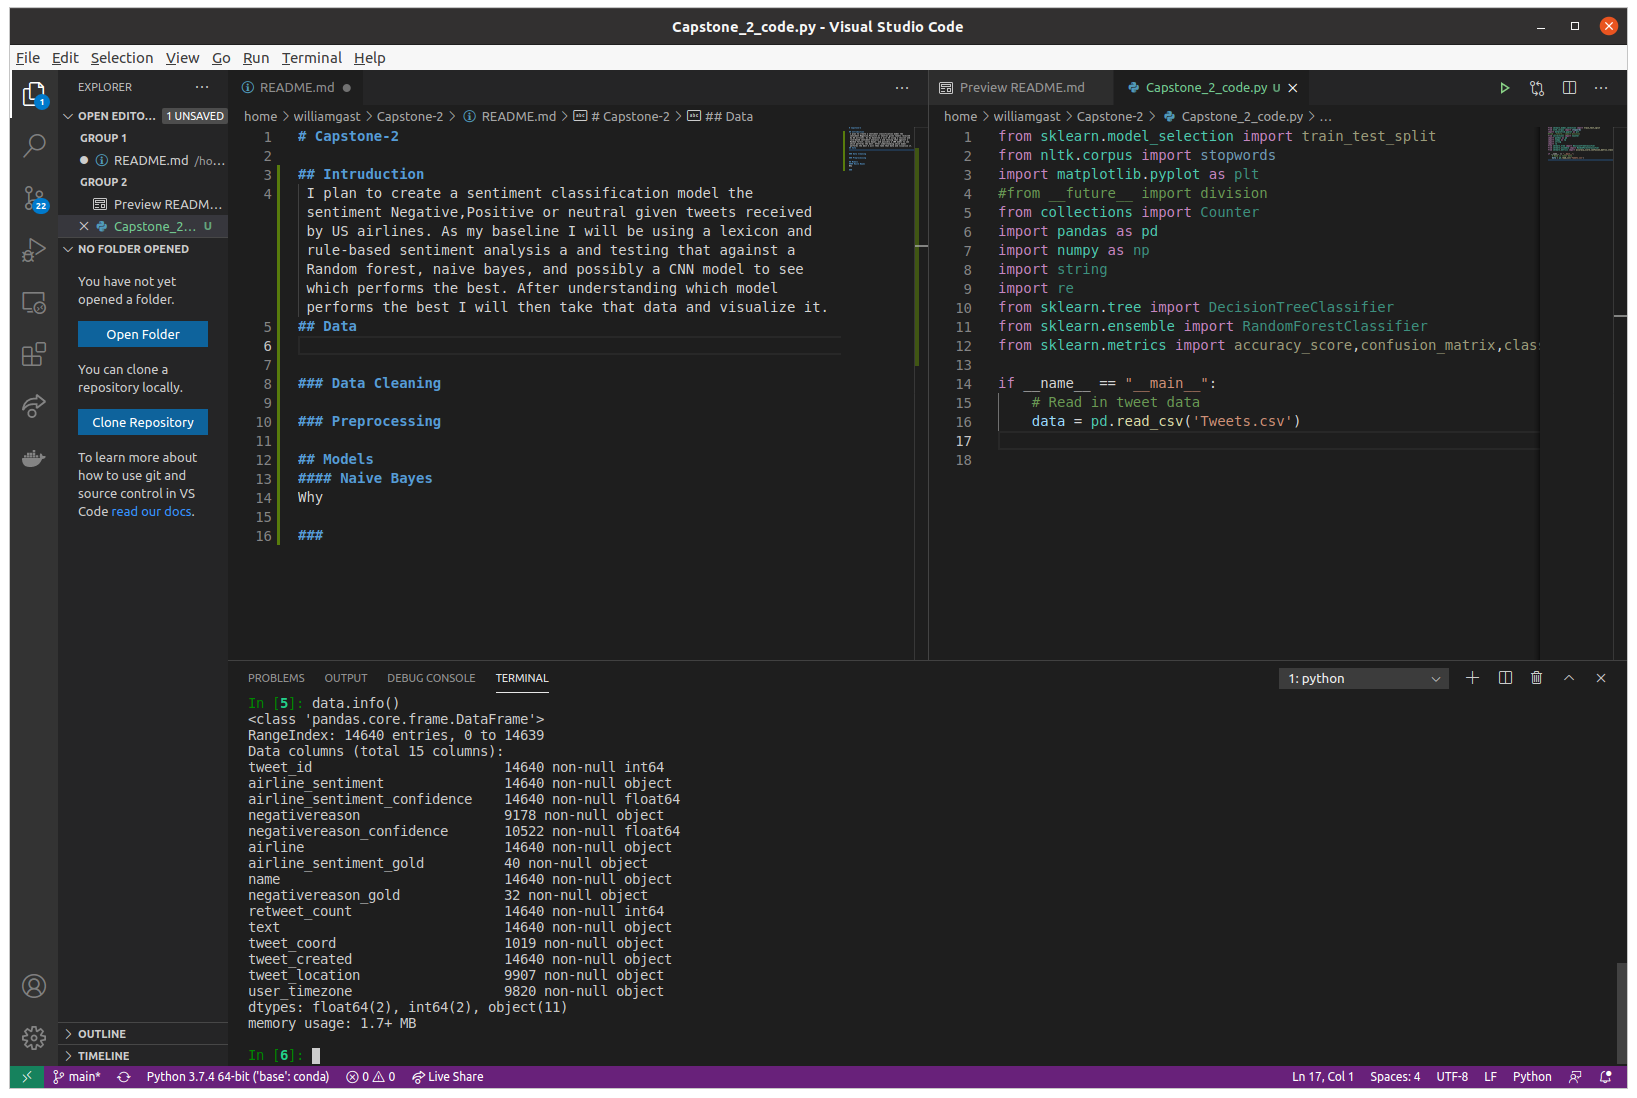 Capstone_2_code.py - Visual Studio Code
File Edit Selection View Go Run Terminal Help
EXPLORER
OPEN EDITO... 1 UNSAVED
GROUP 1
README.md /ho...
GROUP 2
Preview READM...
Capstone_2... U
NO FOLDER OPENED
You have not yet
opened a folder.
Open Folder
You can clone a
repository locally.
Clone Repository
To learn more about
how to use git and
source control in VS
Code read our docs.
OUTLINE
TIMELINE
1
22
README.md
home > williamgast > Capstone-2 > README.md > # Capstone-2 > ## Data
1 # Capstone-2
2
3 ## Intruduction
4 I plan to create a sentiment classification model the
sentiment Negative,Positive or neutral given tweets received
by US airlines. As my baseline I will be using a lexicon and
rule-based sentiment analysis a and testing that against a
Random forest, naive bayes, and possibly a CNN model to see
which performs the best. After understanding which model
performs the best I will then take that data and visualize it.
5 ## Data
6
7
8 ### Data Cleaning
9
10 ### Preprocessing
11
12 ## Models
13 #### Naive Bayes
14 Why
15
16 ###
Preview README.md Capstone_2_code.py U
home > williamgast > Capstone-2 > Capstone_2_code.py > ...
1 from sklearn.model_selection import train_test_split
2 from nltk.corpus import stopwords
3 import matplotlib.pyplot as plt
4 #from __future__ import division
5 from collections import Counter
6 import pandas as pd
7 import numpy as np
8 import string
9 import re
10 from sklearn.tree import DecisionTreeClassifier
11 from sklearn.ensemble import RandomForestClassifier
12 from sklearn.metrics import accuracy_score,confusion_matrix,clas
13
14 if __name__ == "__main__":
15 # Read in tweet data
16 data = pd.read_csv('Tweets.csv')
17
18
PROBLEMS OUTPUT DEBUG CONSOLE TERMINAL 1: python
In [5]: data.info()
<class 'pandas.core.frame.DataFrame'>
RangeIndex: 14640 entries, 0 to 14639
Data columns (total 15 columns):
tweet_id 14640 non-null int64
airline_sentiment 14640 non-null object
airline_sentiment_confidence 14640 non-null float64
negativereason 9178 non-null object
negativereason_confidence 10522 non-null float64
airline 14640 non-null object
airline_sentiment_gold 40 non-null object
name 14640 non-null object
negativereason_gold 32 non-null object
retweet_count 14640 non-null int64
text 14640 non-null object
tweet_coord 1019 non-null object
tweet_created 14640 non-null object
tweet_location 9907 non-null object
user_timezone 9820 non-null object
dtypes: float64(2), int64(2), object(11)
memory usage: 1.7+ MB
In [6]:
main* Python 3.7.4 64-bit ('base': conda) 0 0 Live Share Ln 17, Col 1 Spaces: 4 UTF-8 LF Python